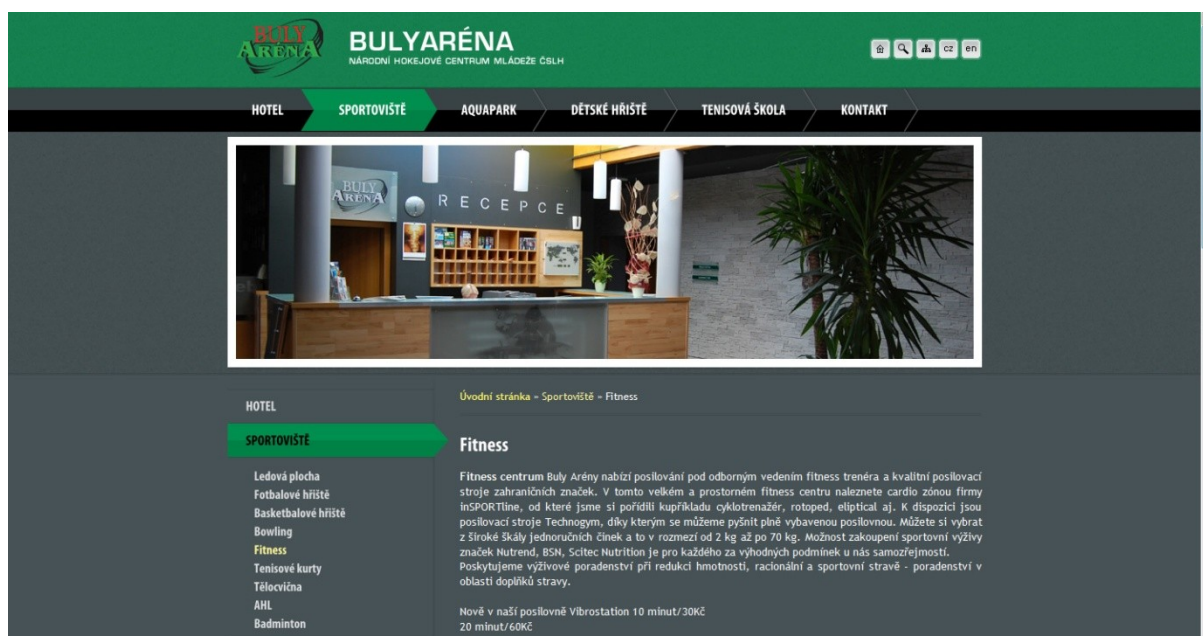 BULY
ARÉNA
BULYARÉNA
NÁRODNÍ HOKEJOVÉ CENTRUM MLÁDEŽE ČSLH
cz en
HOTEL SPORTOVIŠTĚ AQUAPARK DĚTSKÉ HŘIŠTĚ TENISOVÁ ŠKOLA KONTAKT
BULY
ARÉNA
RECEPCE
HOTEL
SPORTOVIŠTĚ
Ledová plocha
Fotbalové hřiště
Basketbalové hřiště
Bowling
Fitness
Tenisové kurty
Tělocvična
AHL
Badminton
Úvodní stránka - Sportoviště - Fitness
Fitness
Fitness centrum Buly Arény nabízí posilování pod odborným vedením fitness trenéra a kvalitní posilovací
stroje zahraničních značek. V tomto velkém a prostorném fitness centru naleznete cardio zónou firmy
inSPORTline, od které jsme si pořídili kupříkladu cyklotrenažér, rotoped, eliptical aj. K dispozici jsou
posilovací stroje Technogym, díky kterým se můžeme pyšnit plně vybavenou posilovnou. Můžete si vybrat
z široké škály jednoručních činek a to v rozmezí od 2 kg až po 70 kg. Možnost zakoupení sportovní výživy
značek Nutrend, BSN, Scitec Nutrition je pro každého za výhodných podmínek u nás samozřejmostí.
Poskytujeme výživové poradenství při redukci hmotnosti, racionální a sportovní stravě - poradenství v
oblasti doplňků stravy.
Nově v naší posilovně Vibrostation 10 minut/30Kč
20 minut/60Kč